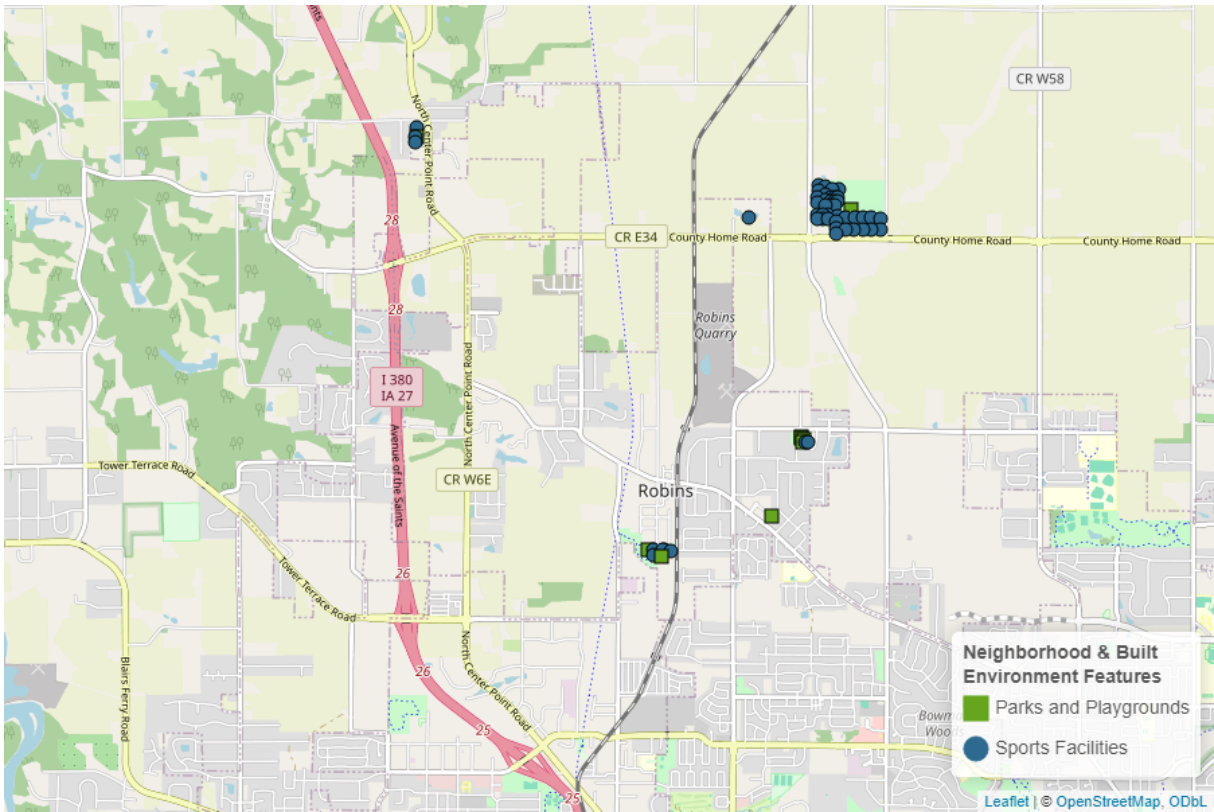 nts
CR W58
North Center Point Road
28
CR E34
County Home Road
County Home Road
County Home Road
28
Robins
Quarry
I 380
IA 27
North Center Point Road
Avenue of the Saints
Tower Terrace Road
CR W6E
Robins
26
Tower Terrace Road
26
North Center Point Road
Blairs Ferry Road
25
25
Woods
Neighborhood & Built
Environment Features
Parks and Playgrounds
Sports Facilities
Leaflet | © OpenStreetMap, ODbL